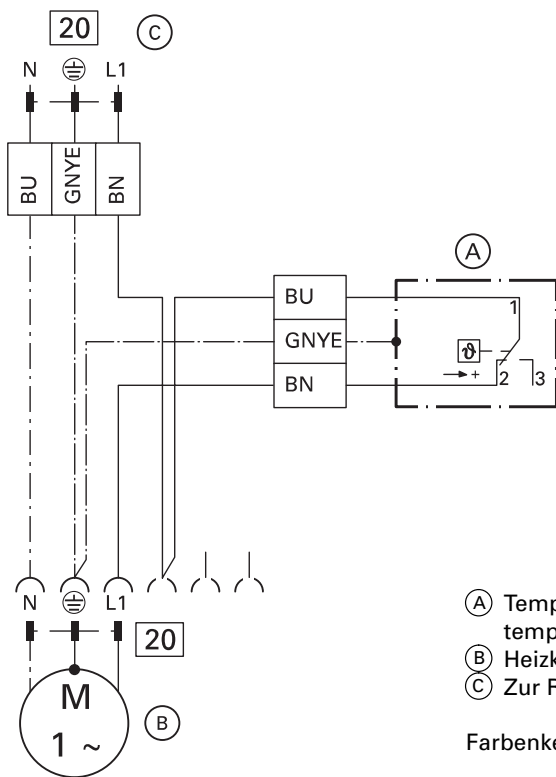 20 C
N L1
BU GNYE BN
A
BU
GNYE
BN
1
ϑ
+ 2 3
N L1
20
M
1 ~
B
A Temp
temp
B Heizk
C Zur F
Farbenke